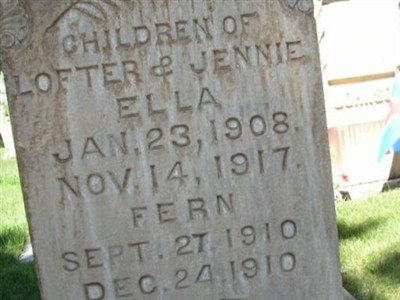 CHILDREN OF
LOFTER & JENNIE
ELLA
JAN. 23, 1908.
NOV. 14, 1917.
FERN
SEPT. 27. 1910
DEC. 24. 1910.